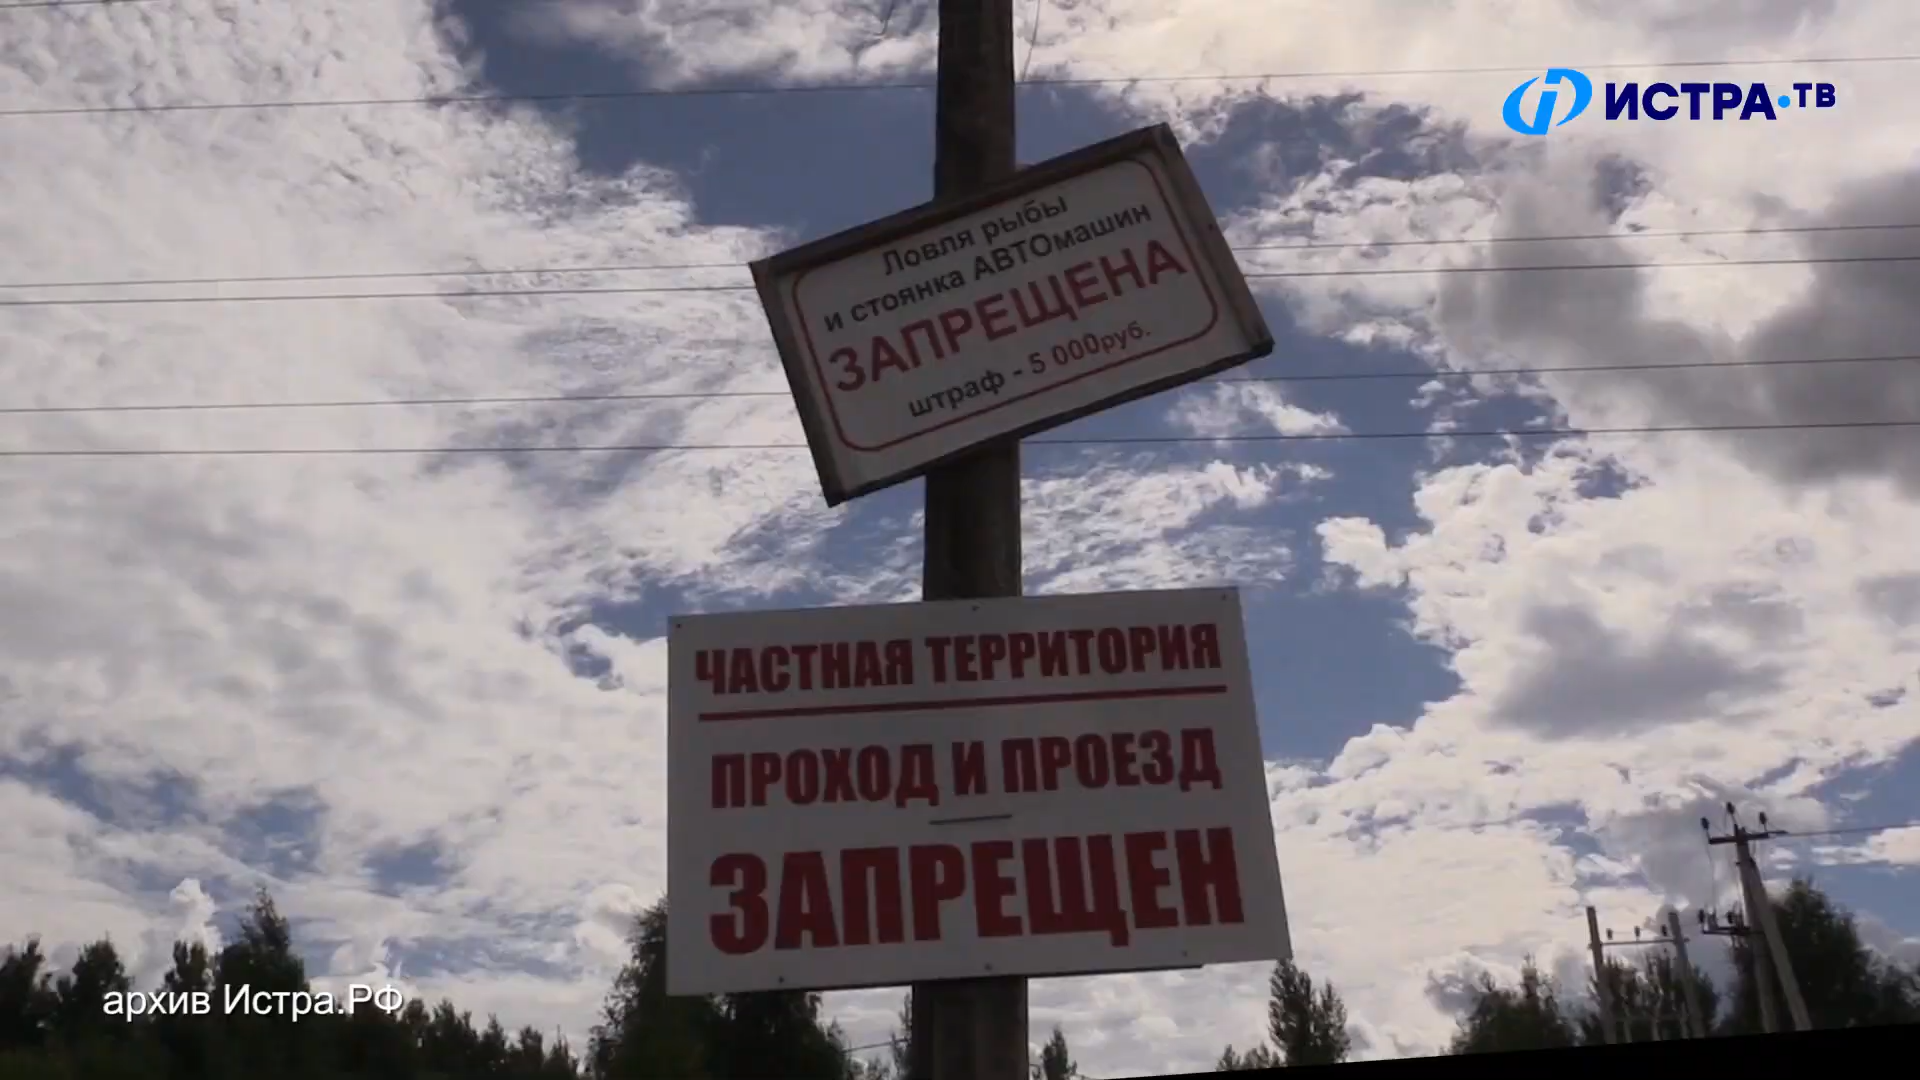 ИСТРА.ТВ
Ловля рыбы
и стоянка АВТОмашин
ЗАПРЕЩЕНА
штраф - 5 000руб.
ЧАСТНАЯ ТЕРРИТОРИЯ
ПРОХОД И ПРОЕЗД
ЗАПРЕЩЕН
архив Истра.РФ